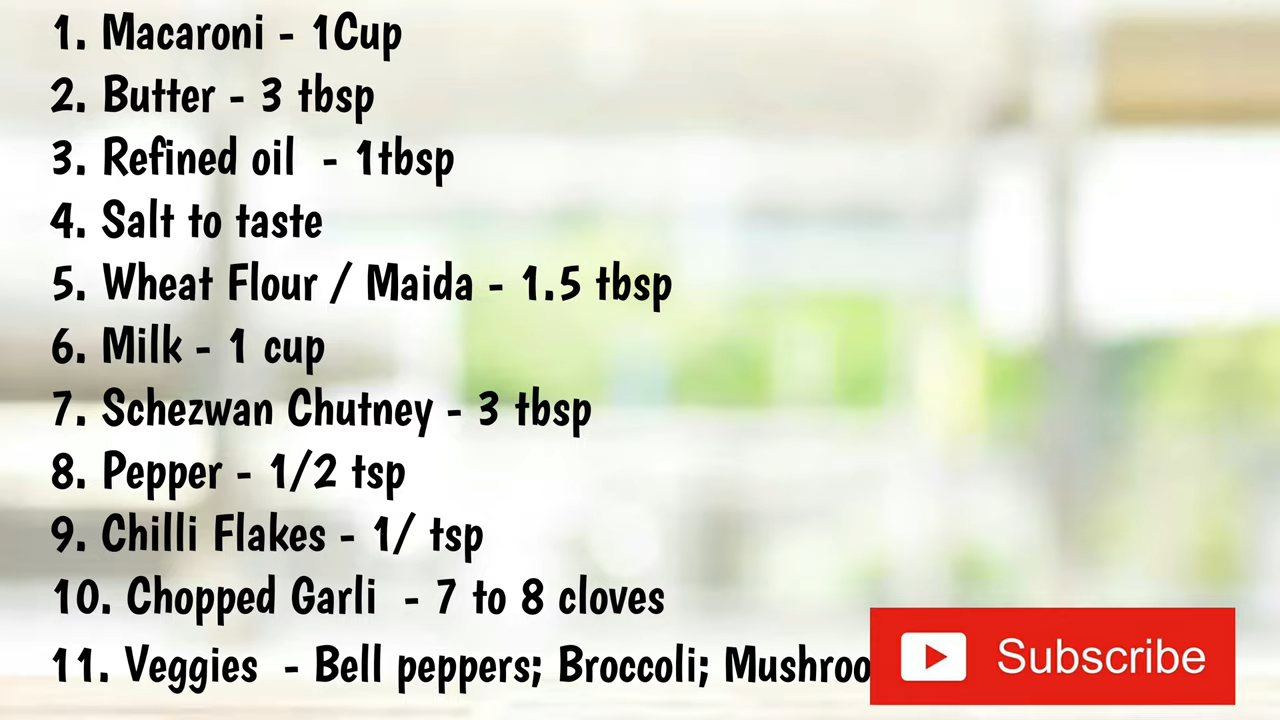 1. Macaroni - 1Cup
2. Butter - 3 tbsp
3. Refined oil - 1tbsp
4. Salt to taste
5. Wheat Flour / Maida - 1.5 tbsp
6. Milk - 1 cup
7. Schezwan Chutney - 3 tbsp
8. Pepper - 1/2 tsp
9. Chilli Flakes - 1/ tsp
10. Chopped Garli - 7 to 8 cloves
11. Veggies - Bell peppers; Broccoli; Mushroo
Subscribe